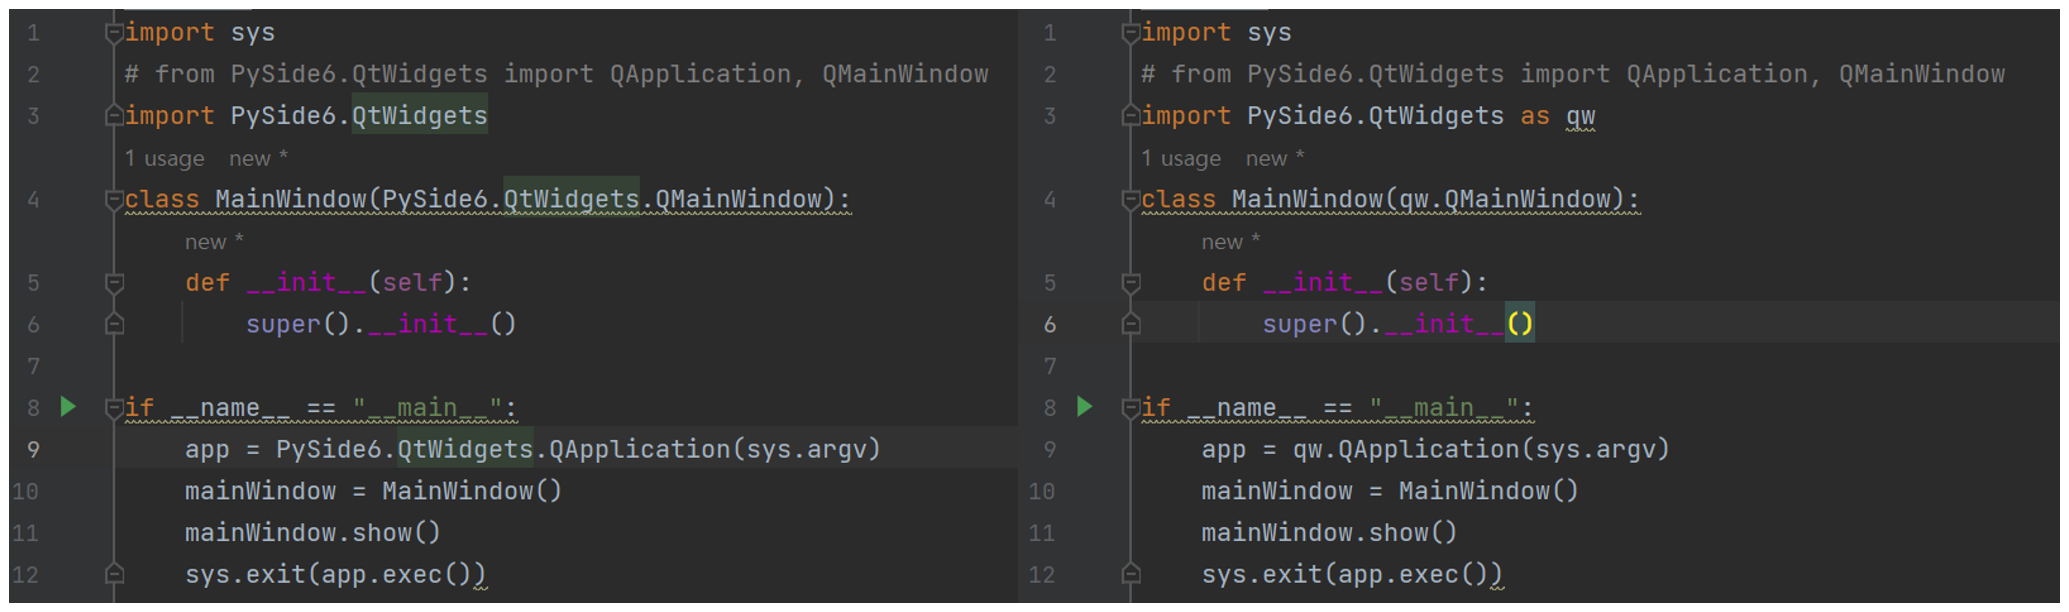 1 import sys
2 # from PySide6.QtWidgets import QApplication, QMainWindow
3 import PySide6.QtWidgets
1 usage new *
4 class MainWindow(PySide6.QtWidgets.QMainWindow):
new *
5 def __init__(self):
6 super().__init__()
7
8 if __name__ == "__main__":
9 app = PySide6.QtWidgets.QApplication(sys.argv)
10 mainWindow = MainWindow()
11 mainWindow.show()
12 sys.exit(app.exec())
1 import sys
2 # from PySide6.QtWidgets import QApplication, QMainWindow
3 import PySide6.QtWidgets as qw
1 usage new *
4 class MainWindow(qw.QMainWindow):
new *
5 def __init__(self):
6 super().__init__()
7
8 if __name__ == "__main__":
9 app = qw.QApplication(sys.argv)
10 mainWindow = MainWindow()
11 mainWindow.show()
12 sys.exit(app.exec())